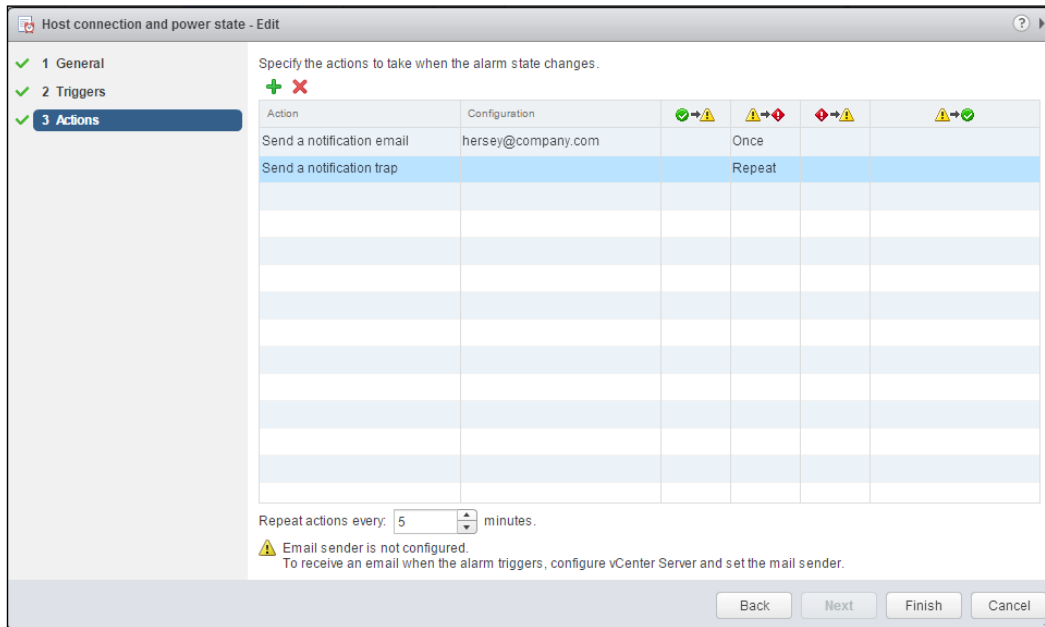 Host connection and power state - Edit
?
1 General
2 Triggers
3 Actions
Specify the actions to take when the alarm state changes.
Action Configuration
Send a notification email hersey@company.com Once
Send a notification trap Repeat
Repeat actions every: 5 minutes.
Email sender is not configured.
To receive an email when the alarm triggers, configure vCenter Server and set the mail sender.
Back Next Finish Cancel